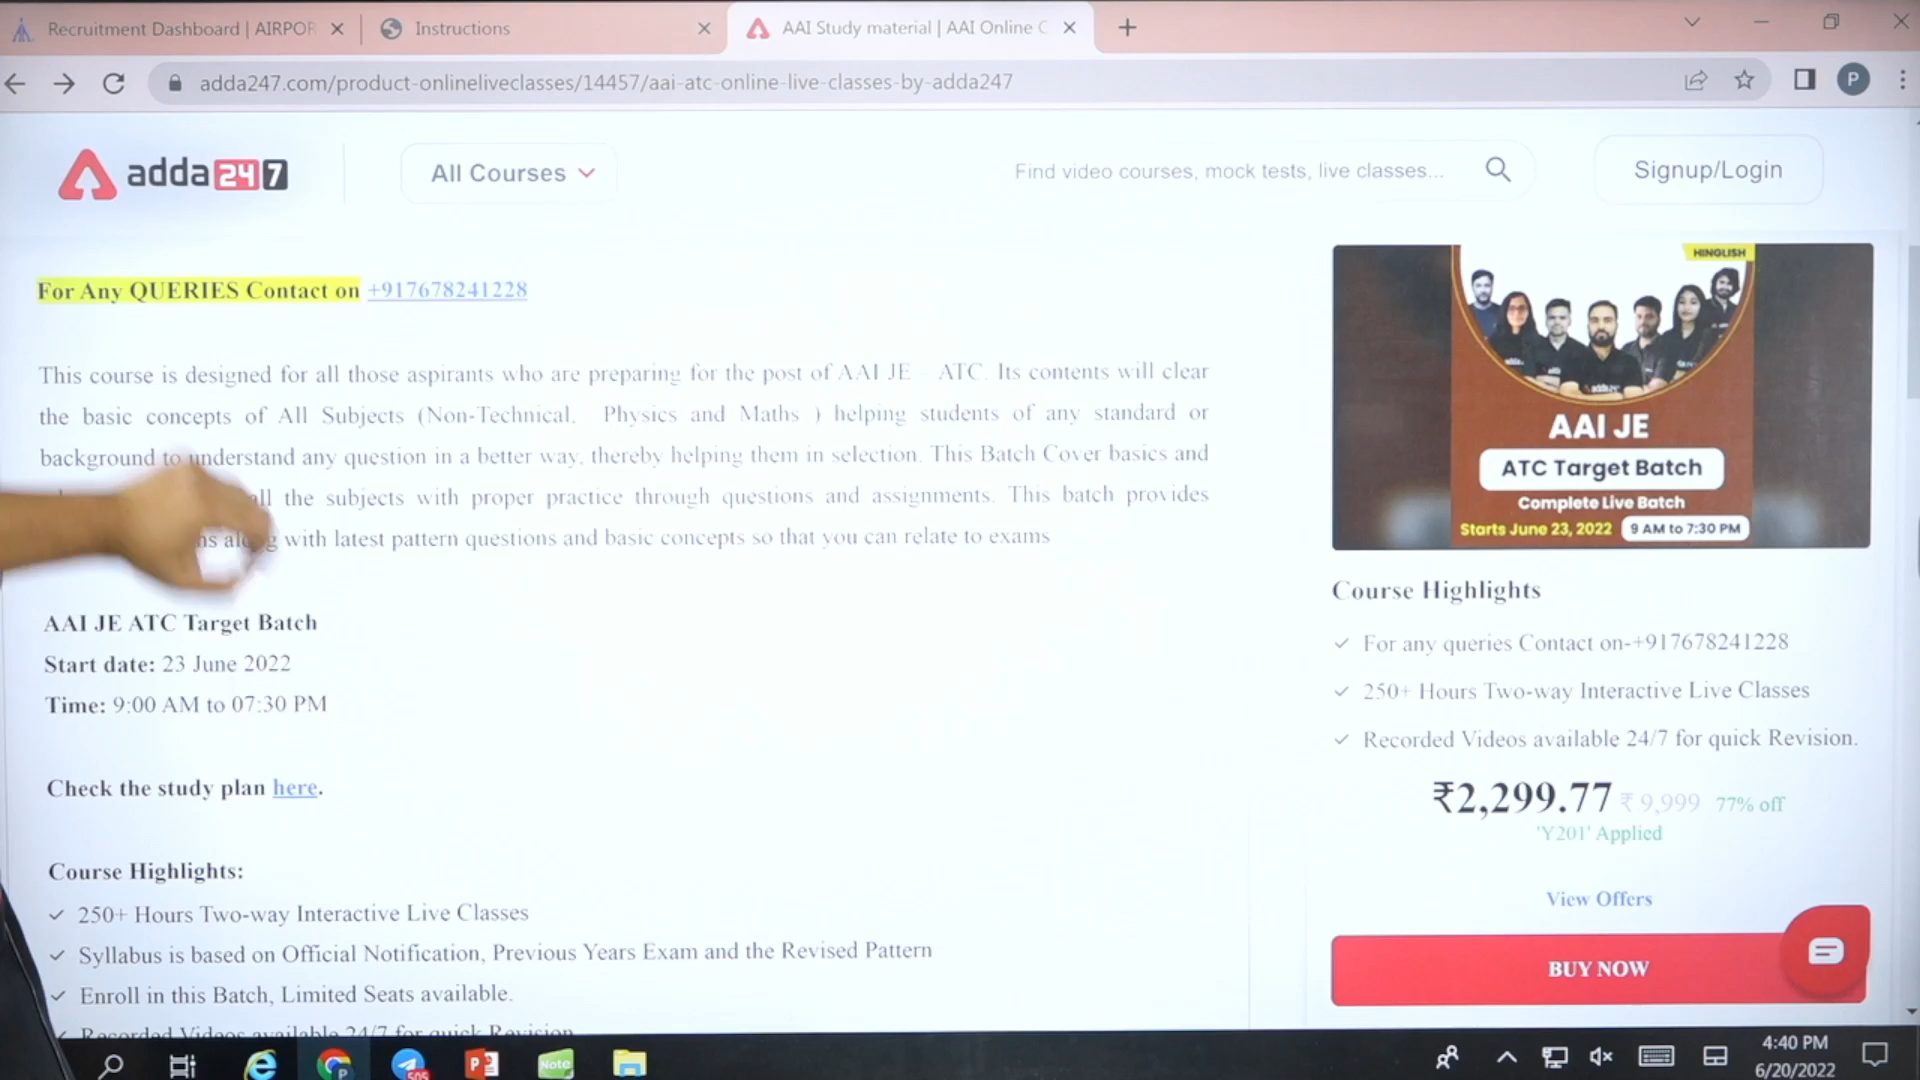 Recruitment Dashboard | AIRPOR
Instructions
AAI Study material | AAI Online C
adda247.com/product-onlineliveclasses/14457/aai-atc-online-live-classes-by-adda247
P
adda247
All Courses
Find video courses, mock tests, live classes...
Signup/Login
For Any QUERIES Contact on +917678241228
This course is designed for all those aspirants who are preparing for the post of AAI JE - ATC. Its contents will clear
the basic concepts of All Subjects (Non-Technical, Physics and Maths ) helping students of any standard or
background to understand any question in a better way, thereby helping them in selection. This Batch Cover basics and
all the subjects with proper practice through questions and assignments. This batch provides
along with latest pattern questions and basic concepts so that you can relate to exams
AAI JE ATC Target Batch
Start date: 23 June 2022
Time: 9:00 AM to 07:30 PM
Check the study plan here.
Course Highlights:
250+ Hours Two-way Interactive Live Classes
Syllabus is based on Official Notification, Previous Years Exam and the Revised Pattern
Enroll in this Batch, Limited Seats available.
Recorded Videos available 24/7 for quick Revision
HINGLISH
AAI JE
ATC Target Batch
Complete Live Batch
Starts June 23, 2022 9 AM to 7:30 PM
Course Highlights
For any queries Contact on-+917678241228
250+ Hours Two-way Interactive Live Classes
Recorded Videos available 24/7 for quick Revision.
₹2,299.77 ₹ 9,999 77% off
'Y201' Applied
View Offers
BUY NOW
505
Note
4:40 PM
6/20/2022